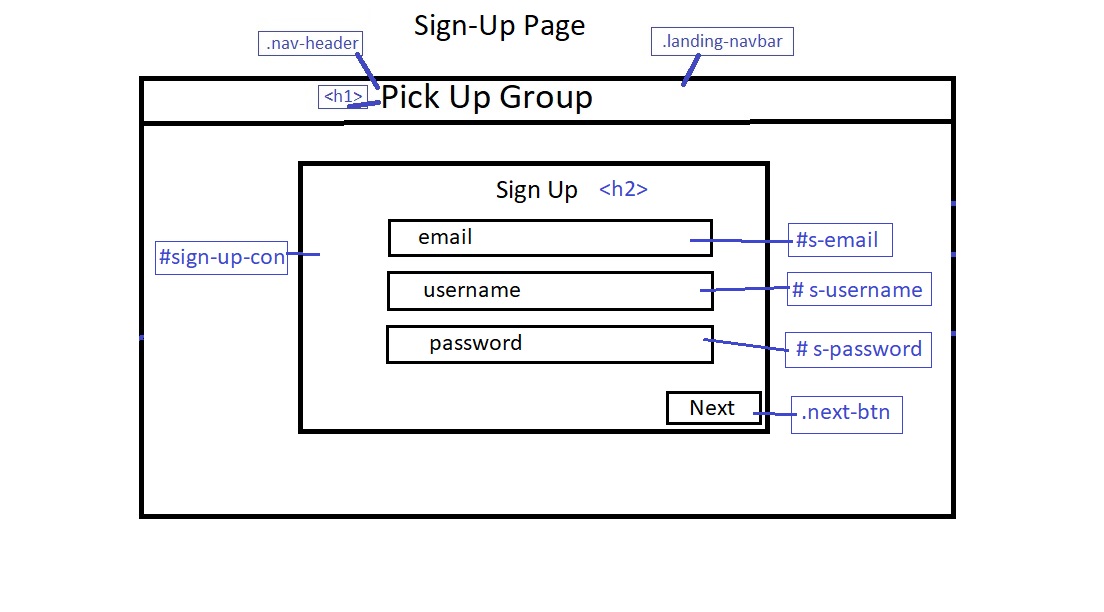 Sign-Up Page
.nav-header
.landing-navbar
<h1>
Pick Up Group
Sign Up <h2>
email
#s-email
#sign-up-con
username
# s-username
password
# s-password
Next
.next-btn